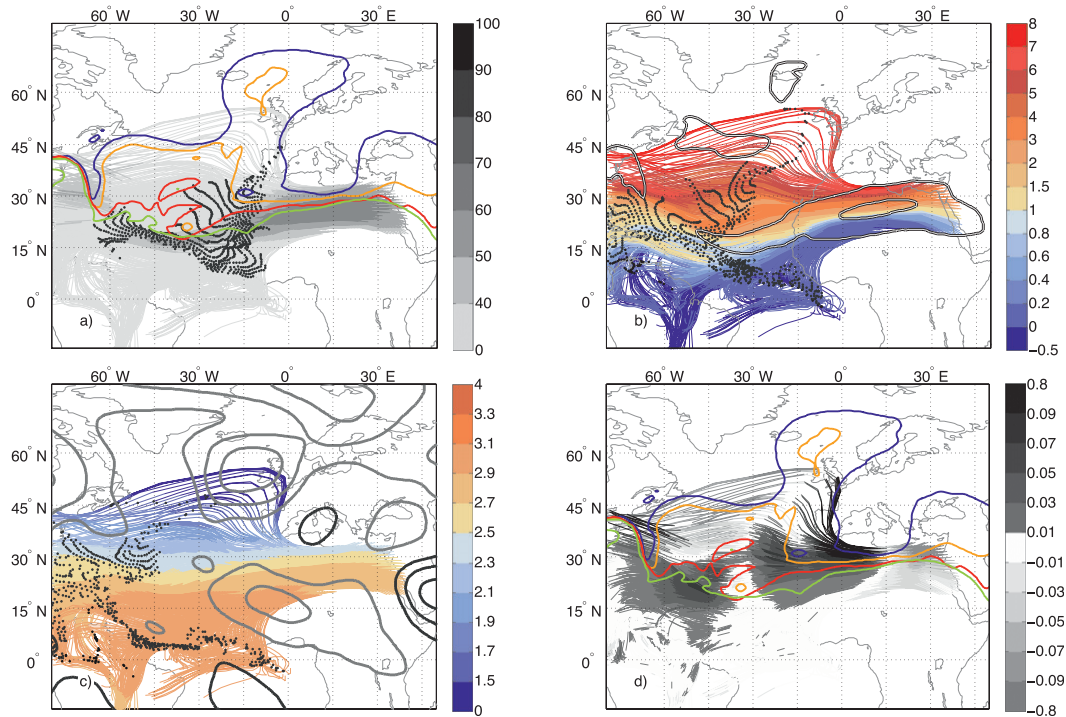 60 W 30 W 0 30 E
60° N
45° N
30° N
15° N
0°
a)
100
90
80
70
60
50
40
0
60 W 30 W 0 30 E
60° N
45° N
30° N
15° N
0°
b)
8
7
5
4
3
2
1
1.5
1
0.8
0.6
0.4
0.2
0
−0.5
60° W 30° W 0° 30° E
60° N
45° N
30° N
15° N
0°
c)
4
3.3
3.1
2.9
2.7
2.5
2.3
2.1
1.9
1.7
1.5
0
60° W 30° W 0° 30° E
60° N
45° N
30° N
15° N
0°
d)
0.8
0.09
0.07
0.05
0.03
0.01
−0.01
−0.03
−0.05
−0.07
−0.09
−0.8